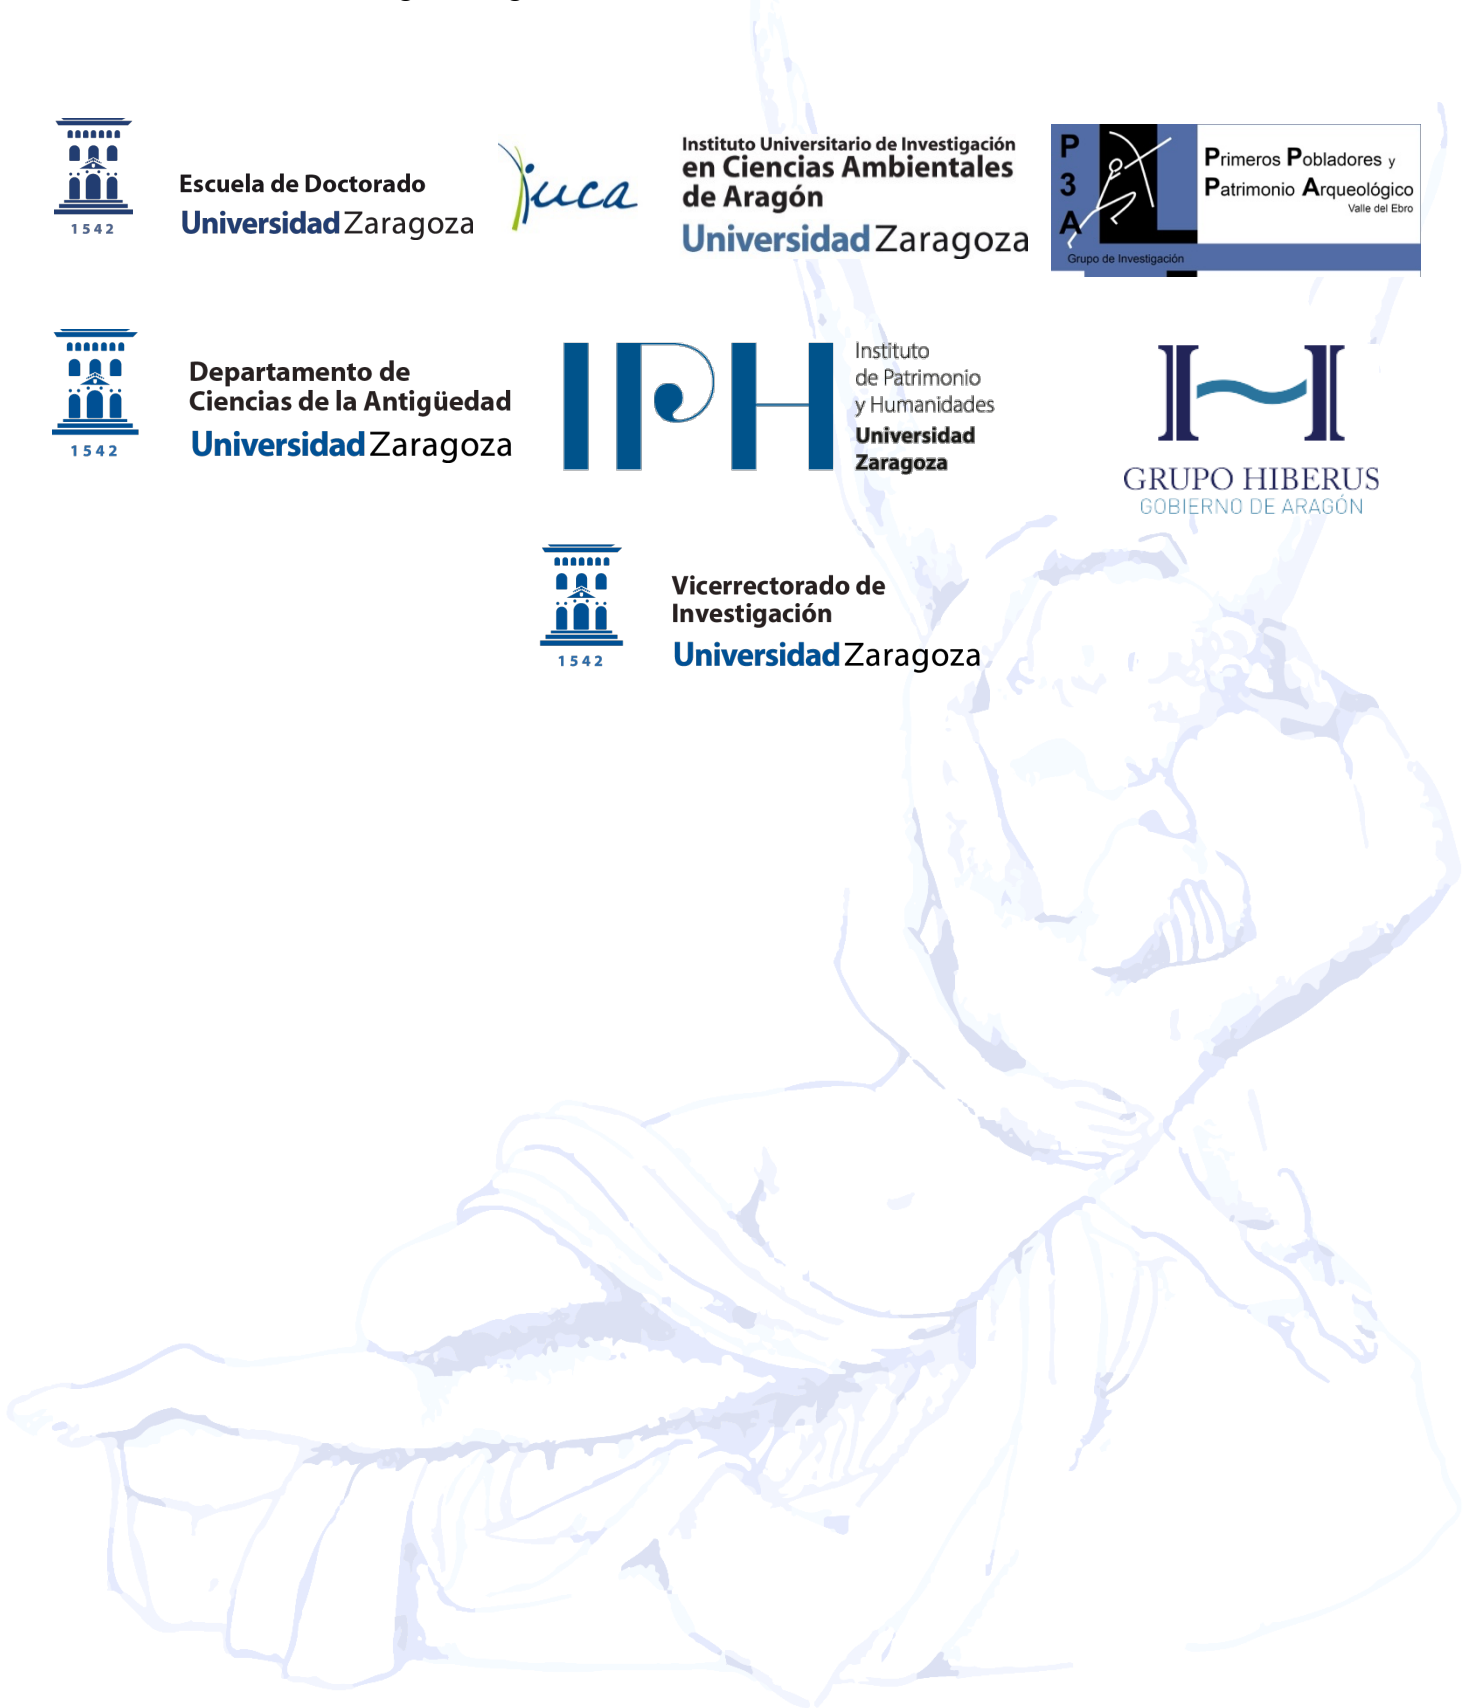 1542
Escuela de Doctorado
Universidad Zaragoza
iuca
Instituto Universitario de Investigación
en Ciencias Ambientales
de Aragón
Universidad Zaragoza
P
3
A
Grupo de Investigación
Primeros Pobladores y
Patrimonio Arqueológico
Valle del Ebro
1542
Departamento de
Ciencias de la Antigüedad
Universidad Zaragoza
IPH
Instituto
de Patrimonio
y Humanidades
Universidad
Zaragoza
H
GRUPO HIBERUS
GOBIERNO DE ARAGÓN
1542
Vicerrectorado de
Investigación
Universidad Zaragoza